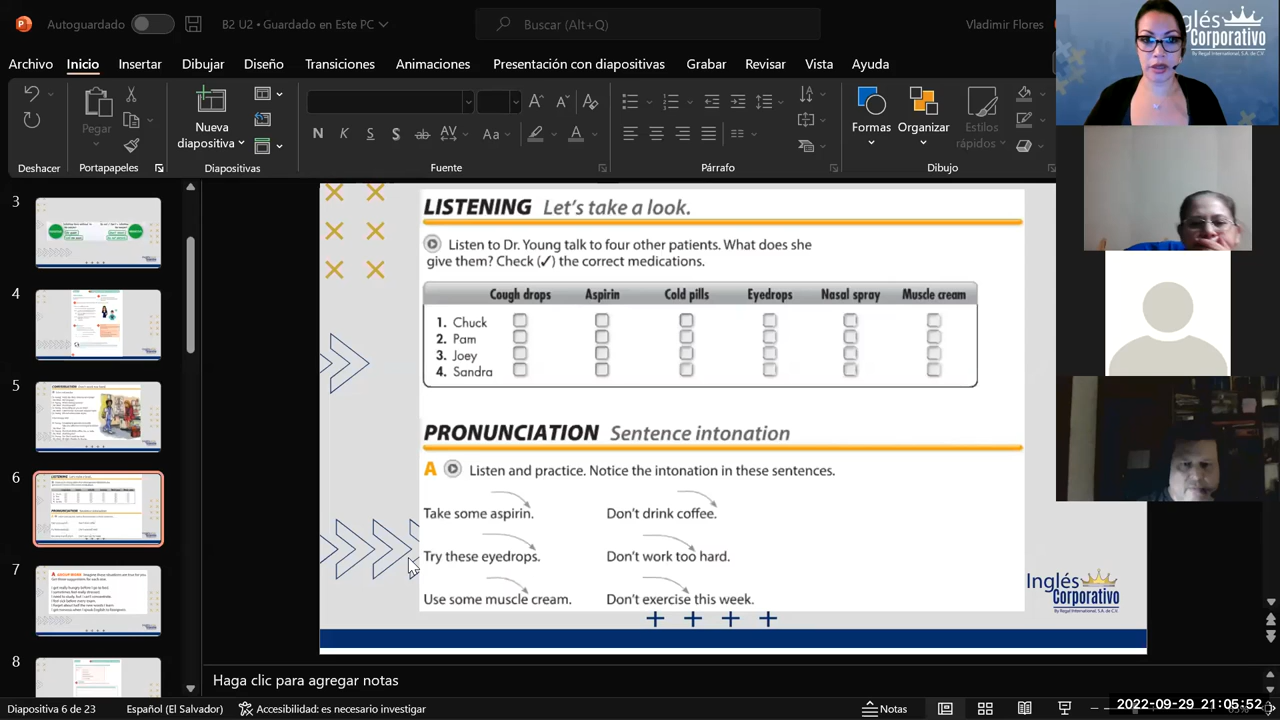 Autoguardado
B2 U2 • Guardado en Este PC
Buscar (Alt+Q)
Vladimir Flores
Archivo Inicio Insertar Dibujar Diseño Transiciones con diapositivas Grabar Revisar Vista Ayuda
Pegar
Nueva
diapositiva
Formas
Organizar
Estilos
rápidos
Deshacer
Portapapeles
Diapositivas
Fuente
Párrafo
Dibujo
LISTENING Let's take a look.
Listen to Dr. Young talk to four other patients. What does she
give them? Check (✓) the correct medications.
Cough drops Aspirin Cold pills Eyedrops Nasal spray Muscle cream
1. Chuck
2. Pam
3. Joey
4. Sandra
PRONUNCIATION Sentence intonation
A Listen and practice. Notice the intonation in these sentences.
Take some aspirin. Don't drink coffee.
Try these eyedrops. Don't work too hard.
Use some muscle cream. Don't exercise this week.
Inglés
Corporativo
By Regal International, S.A. de C.V.
3
4
5
6
7
8
Haga clic para agregar notas
Diapositiva 6 de 23
Español (El Salvador)
Accesibilidad: es necesario investigar
Notas
2022-09-29 21:05:52